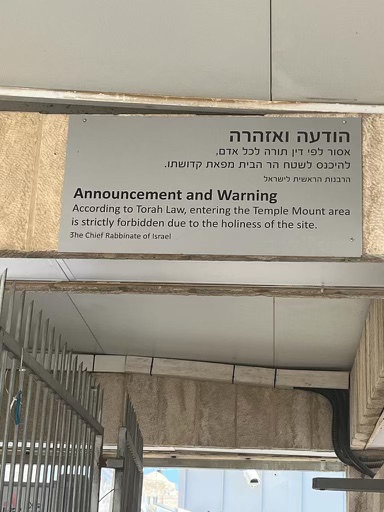 הודעה ואזהרה
אסור לפי דין תורה לכל אדם,
להיכנס לשטח הר הבית מפאת קדושתו.
הרבנות הראשית לישראל
Announcement and Warning
According to Torah Law, entering the Temple Mount area
is strictly forbidden due to the holiness of the site.
The Chief Rabbinate of Israel